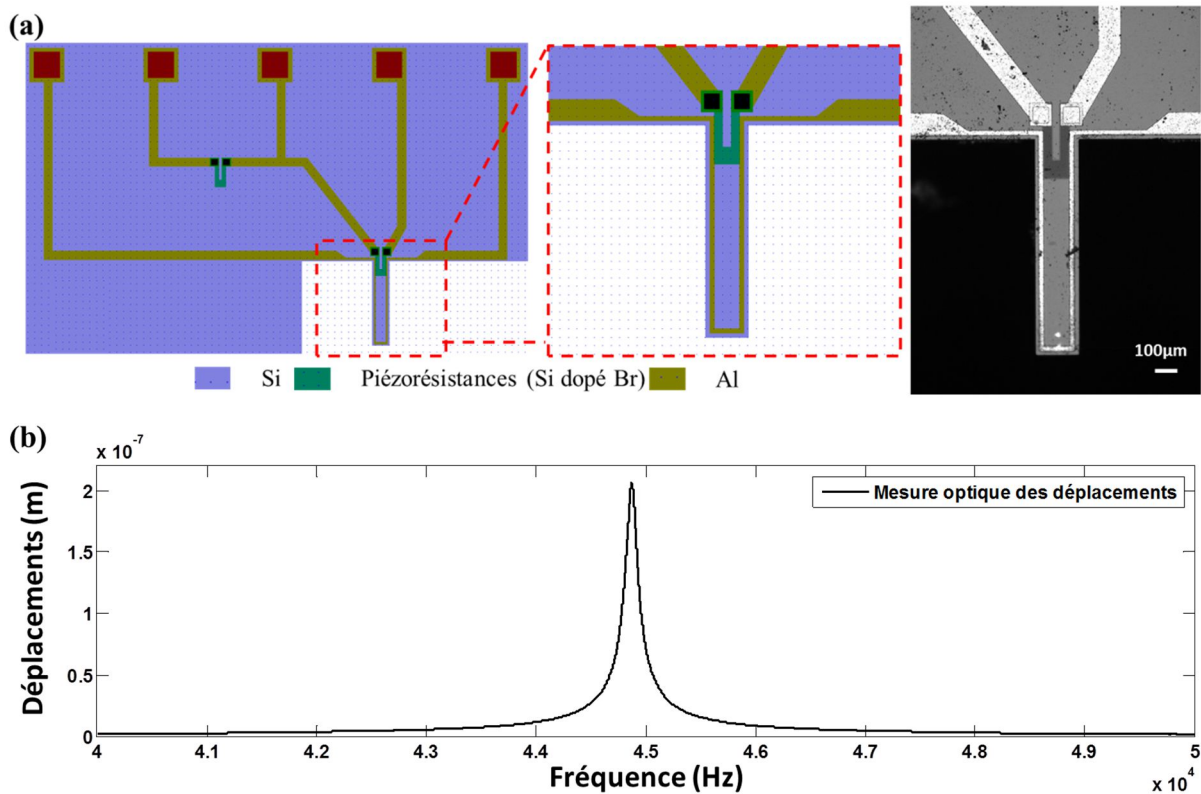 (a)
Si
Piézorésistances (Si dopé Br)
Al
100µm
(b)
x 10⁻⁷
Déplacements (m)
2
1.5
1
0.5
0
Mesure optique des déplacements
4
4.1
4.2
4.3
4.4
4.5
4.6
4.7
4.8
4.9
5
Fréquence (Hz)
x 10⁴